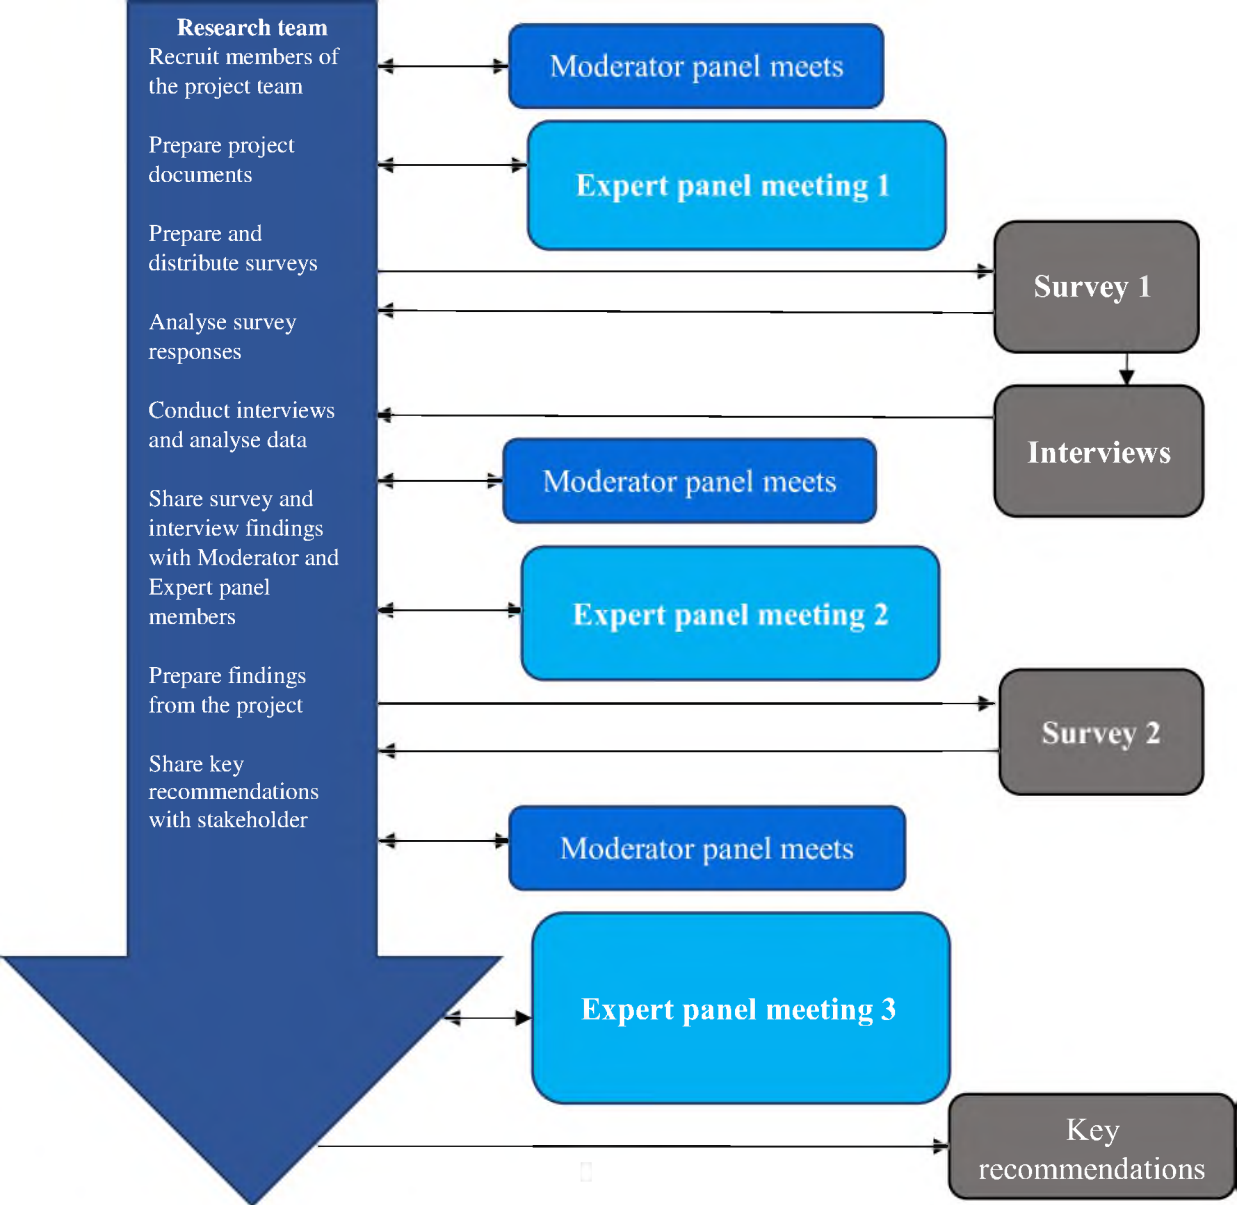 Research team
Recruit members of
the project team
Prepare project
documents
Prepare and
distribute surveys
Analyse survey
responses
Conduct interviews
and analyse data
Share survey and
interview findings
with Moderator and
Expert panel
members
Prepare findings
from the project
Share key
recommendations
with stakeholder
Moderator panel meets
Expert panel meeting 1
Survey 1
Interviews
Moderator panel meets
Expert panel meeting 2
Survey 2
Moderator panel meets
Expert panel meeting 3
Key
recommendations